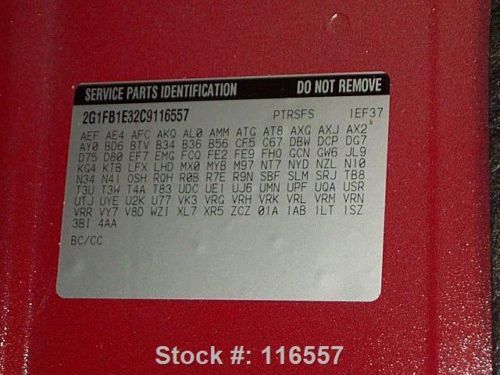 SERVICE PARTS IDENTIFICATION DO NOT REMOVE
2G1FB1E32C9116557 PTRSFS 1EF37
AEF AE4 AFC AKQ AL0 AMM ATG AT8 AXG AXJ AX2
AY0 BD6 BTV B34 B36 B56 CF5 C67 DBW DCP DG7
D75 D80 EF7 EMG FCQ FE2 FE9 FHO GCN GW6 JL9
KG4 KTB LFX LHD MX0 MYB M97 NT7 NYD NZL N10
N34 N41 OSH RQH R0B R7E R9N SBF SLM SRJ TB8
T3U T3W T4A T83 UDC UE1 UJ6 UMN UPF UQA USR
UTJ UYE U2K U77 VK3 VRG VRH VRK VRL VRM VRN
VRR VY7 V8D WZ1 XL7 XR5 ZCZ 01A 1AB 1LT 1SZ
3B1 4AA
BC/CC
Stock #: 116557